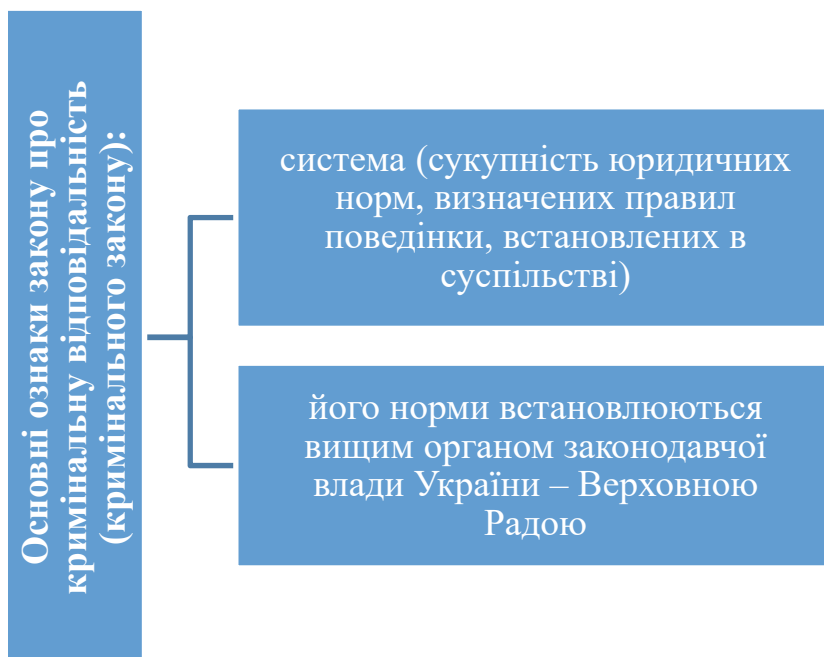 Основні ознаки закону про
кримінальну відповідальність
(кримінального закону):
система (сукупність юридичних
норм, визначених правил
поведінки, встановлених в
суспільстві)
його норми встановлюються
вищим органом законодавчої
влади України – Верховною
Радою